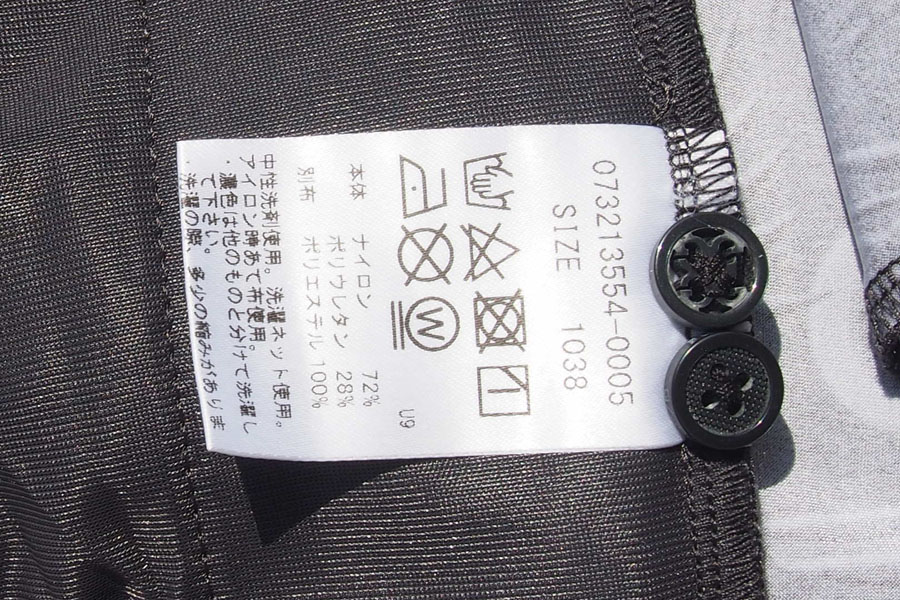 073213554-0005
SIZE 1038
W
U9
本体 ナイロン 72%
ポリウレタン 28%
別布 ポリエステル 100%
中性洗剤使用。洗濯ネット使用。
アイロン時あて布使用。
・濃色は他のものと分けて洗濯し
て下さい。
・洗濯の際、多少の縮みがありま